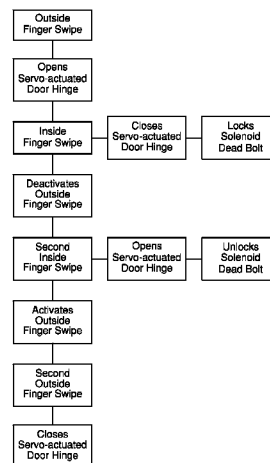 Outside
Finger Swipe
Opens
Servo-actuated
Door Hinge
Inside
Finger Swipe
Closes
Servo-actuated
Door Hinge
Locks
Solenoid
Dead Bolt
Deactivates
Outside
Finger Swipe
Second
Inside
Finger Swipe
Opens
Servo-actuated
Door Hinge
Unlocks
Solenoid
Dead Bolt
Activates
Outside
Finger Swipe
Second
Outside
Finger Swipe
Closes
Servo-actuated
Door Hinge